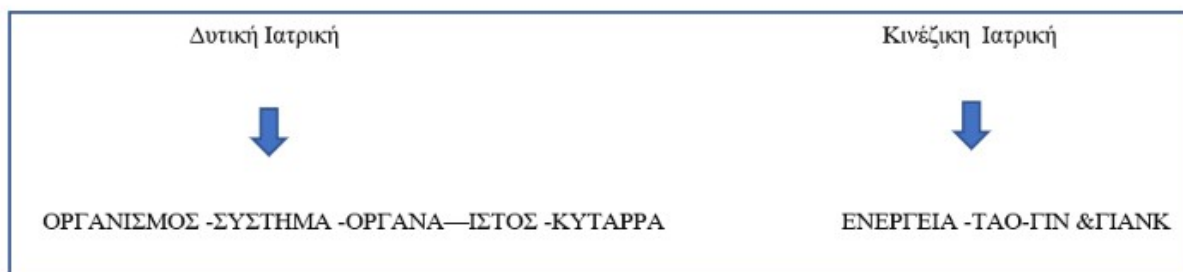 Δυτική Ιατρική
Κινέζικη Ιατρική
ΟΡΓΑΝΙΣΜΟΣ -ΣΥΣΤΗΜΑ -ΟΡΓΑΝΑ—ΙΣΤΟΣ -ΚΥΤΑΡΡΑ
ΕΝΕΡΓΕΙΑ -ΤΑΟ-ΓΙΝ &ΓΙΑΝΚ